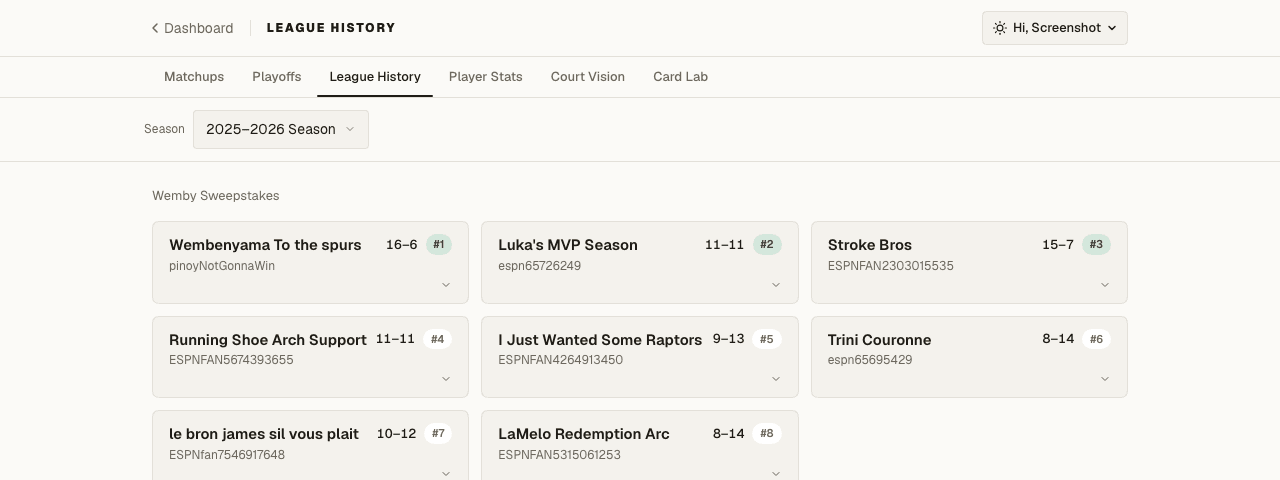 Dashboard
LEAGUE HISTORY
Hi, Screenshot
Matchups
Playoffs
League History
Player Stats
Court Vision
Card Lab
Season
2025–2026 Season
Wemby Sweepstakes
Wembenyama To the spurs 16–6 #1
pinoyNotGonnaWin
Luka's MVP Season 11–11 #2
espn65726249
Stroke Bros 15–7 #3
ESPNFAN2303015535
Running Shoe Arch Support 11–11 #4
ESPNFAN5674393655
I Just Wanted Some Raptors 9–13 #5
ESPNFAN4264913450
Trini Couronne 8–14 #6
espn65695429
le bron james sil vous plait 10–12 #7
ESPNfan7546917648
LaMelo Redemption Arc 8–14 #8
ESPNFAN5315061253